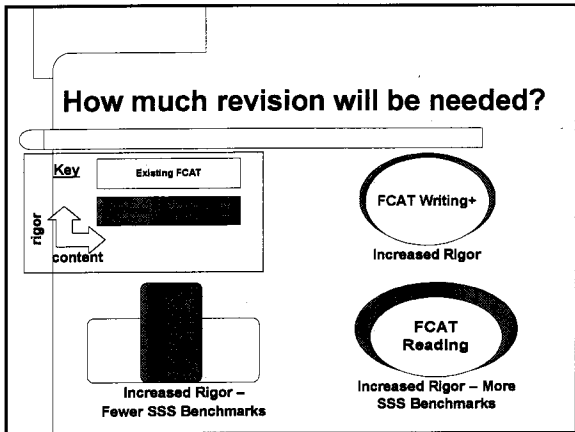 How much revision will be needed?
Key
Existing FCAT
rigor
content
FCAT Writing+
Increased Rigor
Increased Rigor –
Fewer SSS Benchmarks
FCAT
Reading
Increased Rigor – More
SSS Benchmarks